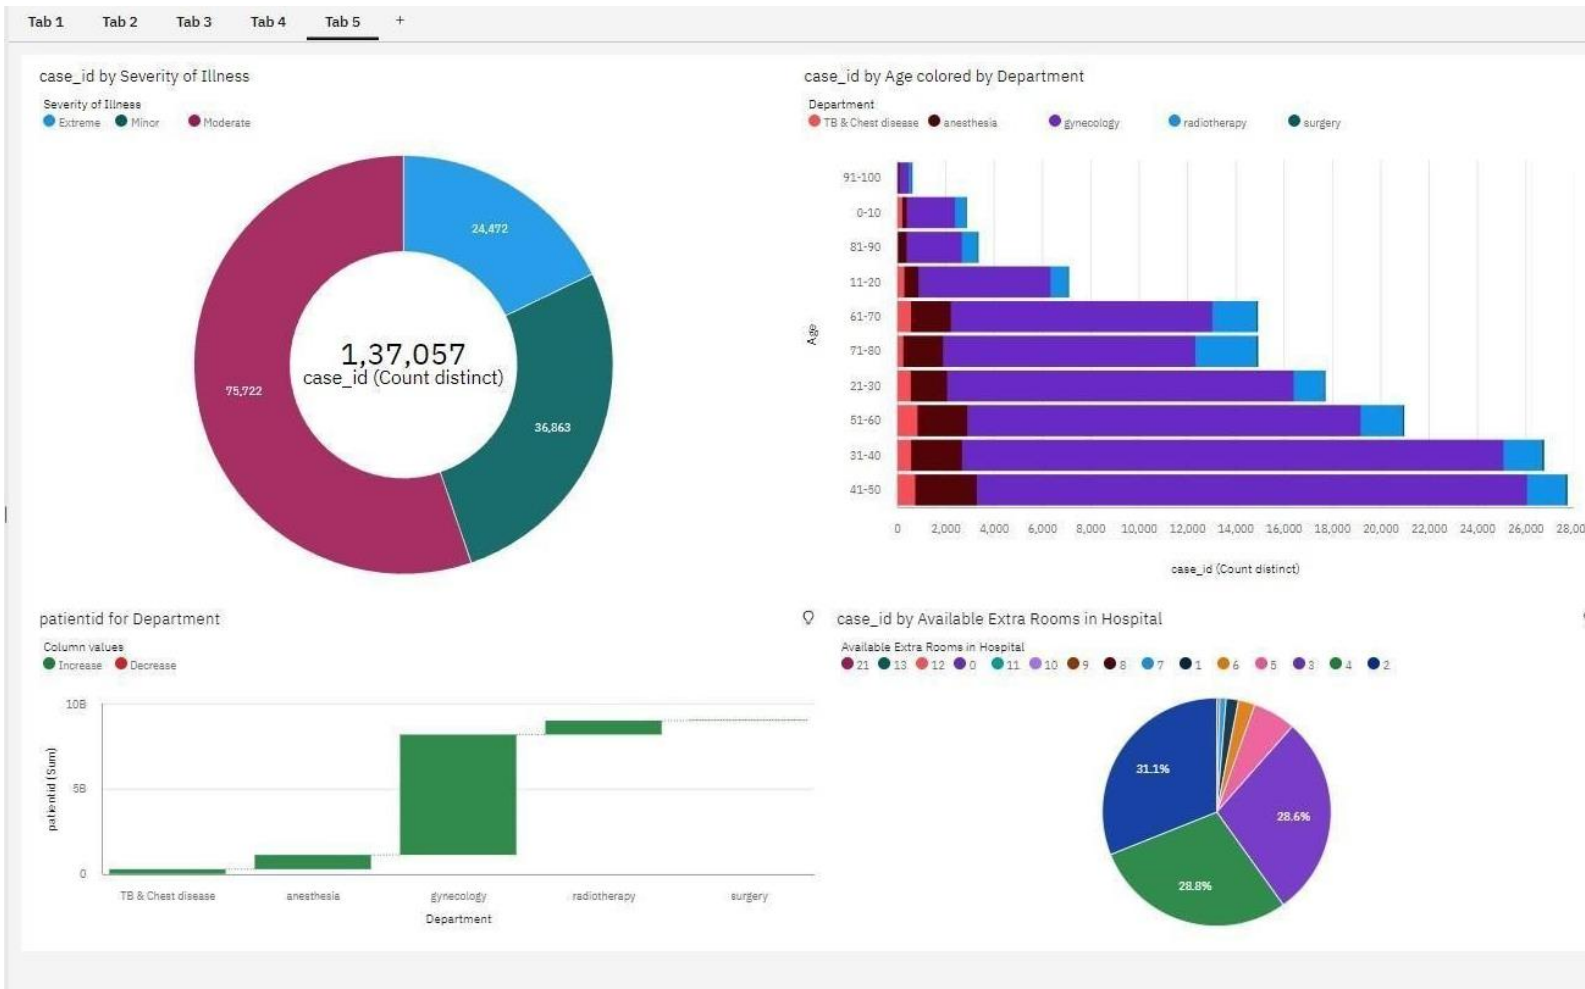 Tab 1 Tab 2 Tab 3 Tab 4 Tab 5 +
case_id by Severity of Illness
Severity of Illness
Extreme Minor Moderate
24,472
36,863
75,722
1,37,057
case_id (Count distinct)
case_id by Age colored by Department
Department
TB & Chest disease anesthesia gynecology radiotherapy surgery
Age
91-100
0-10
81-90
11-20
61-70
71-80
21-30
51-60
31-40
41-50
0 2,000 4,000 6,000 8,000 10,000 12,000 14,000 16,000 18,000 20,000 22,000 24,000 26,000 28,00
case_id (Count distinct)
patientid for Department
Column values
Increase Decrease
patientid (Sum)
10B
5B
0
TB & Chest disease anesthesia gynecology radiotherapy surgery
Department
case_id by Available Extra Rooms in Hospital
Available Extra Rooms in Hospital
21 13 12 0 11 10 9 8 7 1 6 5 3 4 2
31.1%
28.6%
28.8%